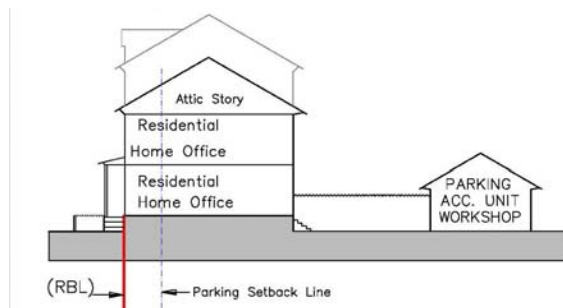 Attic Story
Residential
Home Office
Residential
Home Office
PARKING
ACC. UNIT
WORKSHOP
(RBL)
Parking Setback Line